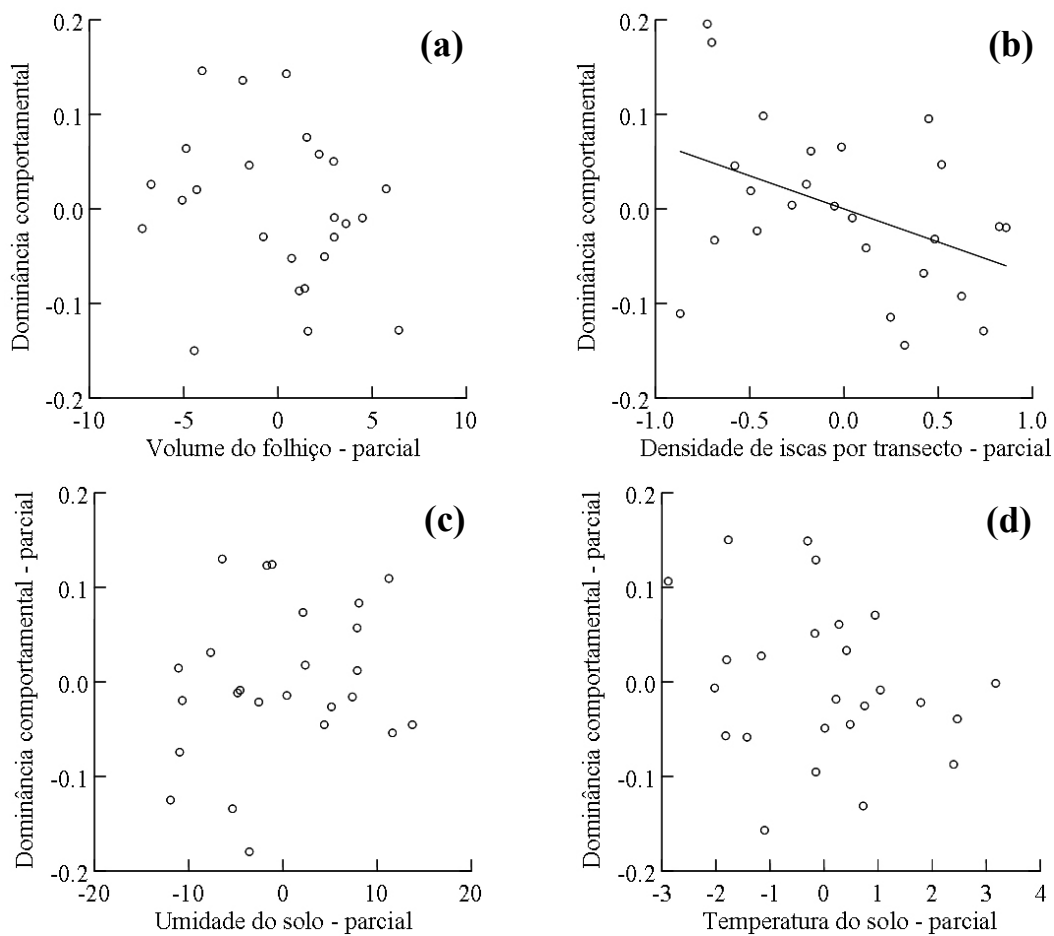 (a)
Dominância comportamental
0.2
0.1
0.0
-0.1
-0.2
-10 -5 0 5 10
Volume do folhiço - parcial
(b)
Dominância comportamental
0.2
0.1
0.0
-0.1
-0.2
-1.0 -0.5 0.0 0.5 1.0
Densidade de iscas por transecto - parcial
(c)
Dominância comportamental - parcial
0.2
0.1
0.0
-0.1
-0.2
-20 -10 0 10 20
Umidade do solo - parcial
(d)
Dominância comportamental - parcial
0.2
0.1
0.0
-0.1
-0.2
-3 -2 -1 0 1 2 3 4
Temperatura do solo - parcial